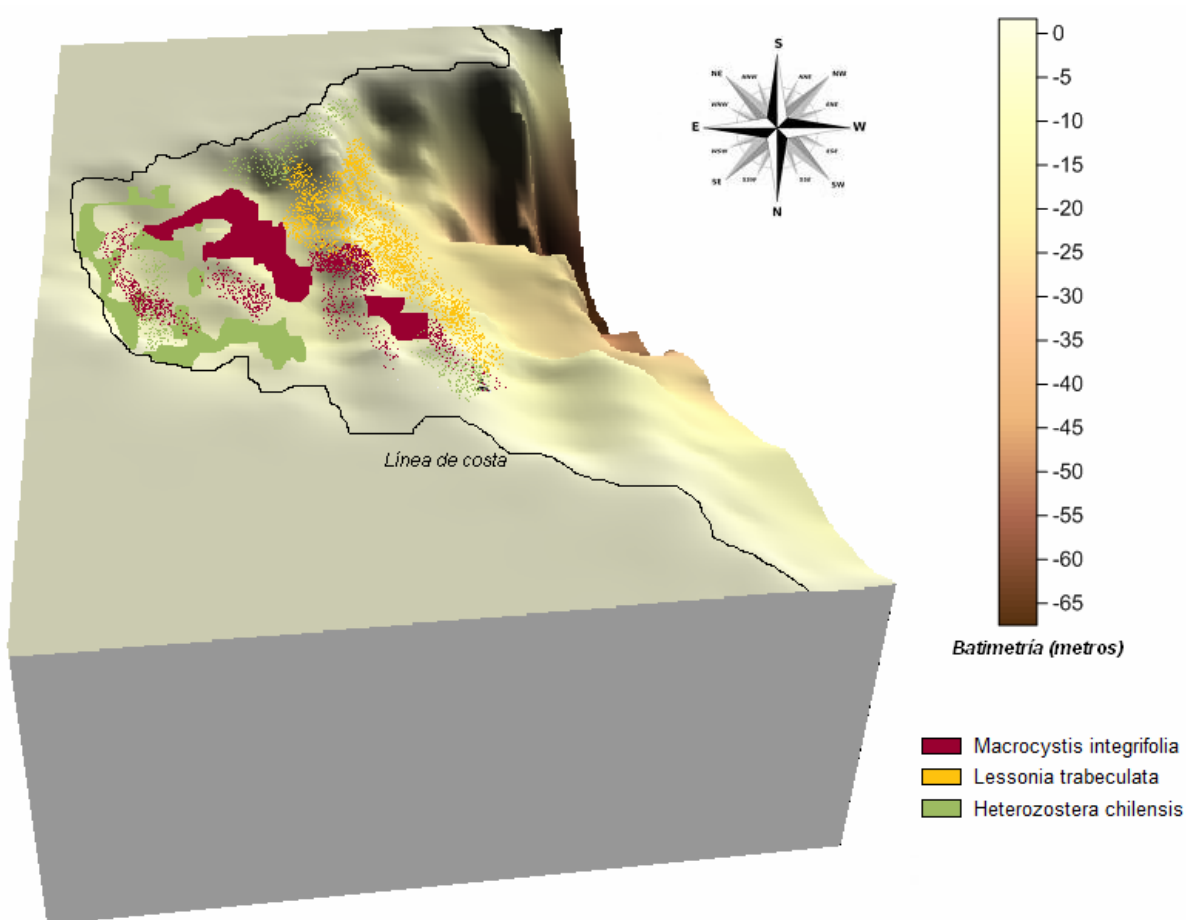 S
NE NNW NNE NW
WNW ENE
E W
WSW ESE
SE SSW SSE SW
N
0
-5
-10
-15
-20
-25
-30
-35
-40
-45
-50
-55
-60
-65
Batimetría (metros)
Línea de costa
Macrocystis integrifolia
Lessonia trabeculata
Heterozostera chilensis